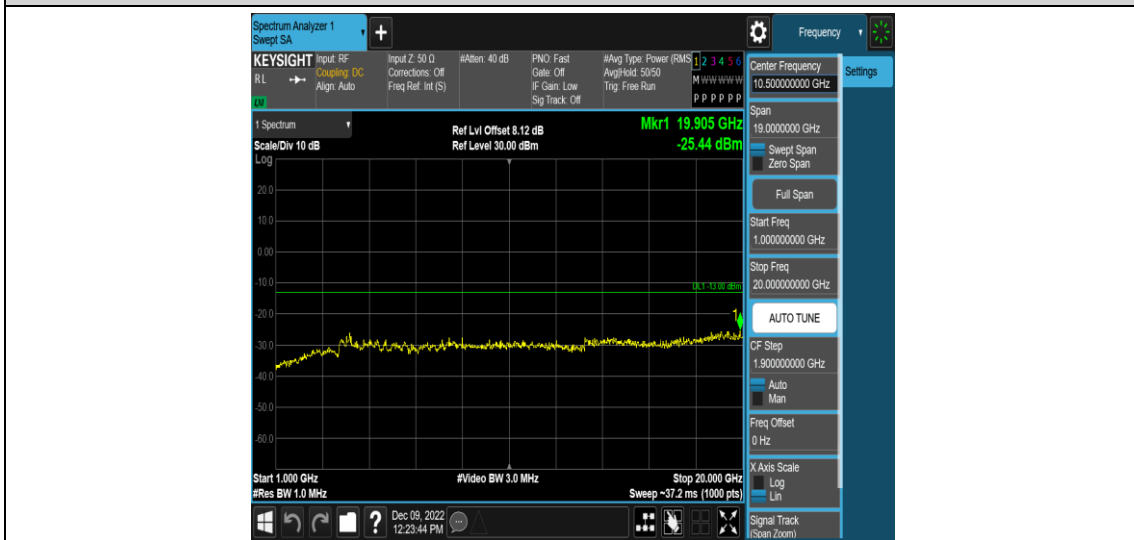 Spectrum Analyzer 1
Swept SA
+
Frequency
KEYSIGHT
RL
LM
Input: RF
Coupling: DC
Align: Auto
Input Z: 50 Ω
Corrections: Off
Freq Ref: Int (S)
#Atten: 40 dB
PNO: Fast
Gate: Off
IF Gain: Low
Sig Track: Off
#Avg Type: Power (RMS
Avg|Hold: 50/50
Trig: Free Run
1 2 3 4 5 6
M W W W W W
P P P P P P
Center Frequency
10.500000000 GHz
Settings
Span
19.0000000 GHz
Swept Span
Zero Span
Full Span
Start Freq
1.000000000 GHz
Stop Freq
20.000000000 GHz
AUTO TUNE
CF Step
1.900000000 GHz
Auto
Man
Freq Offset
0 Hz
X Axis Scale
Log
Lin
Signal Track
(Span Zoom)
1 Spectrum
Scale/Div 10 dB
Ref Lvl Offset 8.12 dB
Ref Level 30.00 dBm
Mkr1 19.905 GHz
-25.44 dBm
Log
20.0
10.0
0.00
-10.0
DL1 -13.00 dBm
-20.0
1
-30.0
-40.0
-50.0
-60.0
Start 1.000 GHz
#Video BW 3.0 MHz
Stop 20.000 GHz
#Res BW 1.0 MHz
Sweep ~37.2 ms (1000 pts)
?
Dec 09, 2022
12:23:44 PM